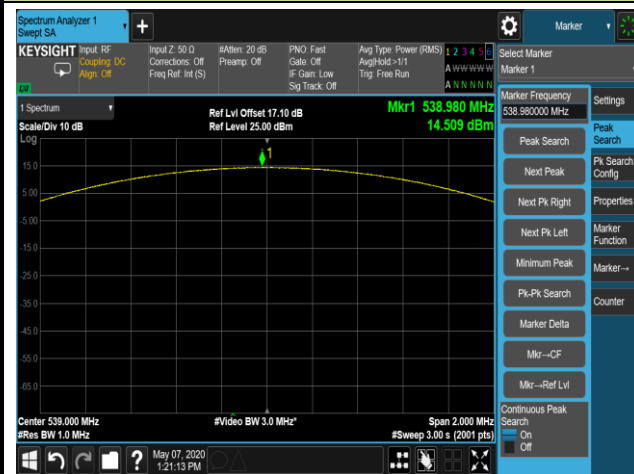 Spectrum Analyzer 1
Swept SA
Marker
KEYSIGHT
Input: RF
Coupling: DC
Align: Off
Input Z: 50 Ω
Corrections: Off
Freq Ref: Int (S)
#Atten: 20 dB
Preamp: Off
PNO: Fast
Gate: Off
IF Gain: Low
Sig Track: Off
Avg Type: Power (RMS)
Avg|Hold:>1/1
Trig: Free Run
1 2 3 4 5 6
A W W W W W
A N N N N N
LXI
Select Marker
Marker 1
1 Spectrum
Scale/Div 10 dB
Log
Ref Lvl Offset 17.10 dB
Ref Level 25.00 dBm
Mkr1 538.980 MHz
14.509 dBm
1
15.0
5.00
-5.00
-15.0
-25.0
-35.0
-45.0
-55.0
-65.0
Center 539.000 MHz
#Res BW 1.0 MHz
#Video BW 3.0 MHz*
Span 2.000 MHz
#Sweep 3.00 s (2001 pts)
Marker Frequency
538.980000 MHz
Peak Search
Next Peak
Next Pk Right
Next Pk Left
Minimum Peak
Pk-Pk Search
Marker Delta
Mkr→CF
Mkr→Ref Lvl
Continuous Peak
Search
On
Off
Settings
Peak
Search
Pk Search
Config
Properties
Marker
Function
Marker→
Counter
?
May 07, 2020
1:21:13 PM